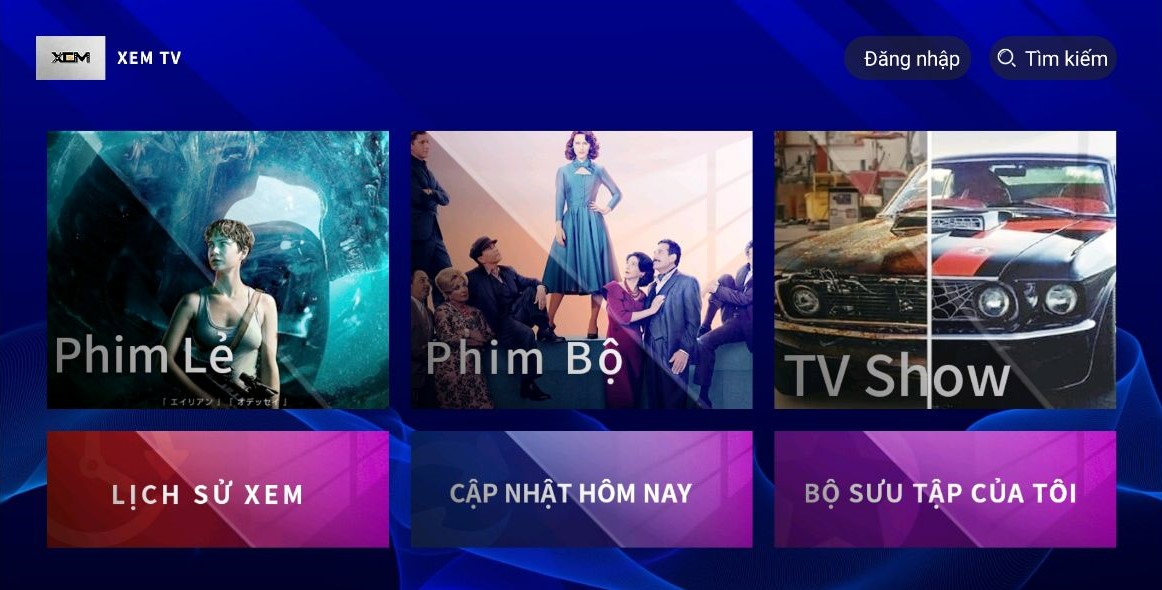 XEM
XEM TV
Đăng nhập
Tìm kiếm
Phim Lẻ
「エイリアン」「オデッセイ」
Phim Bộ
TV Show
LỊCH SỬ XEM
CẬP NHẬT HÔM NAY
BỘ SƯU TẬP CỦA TÔI